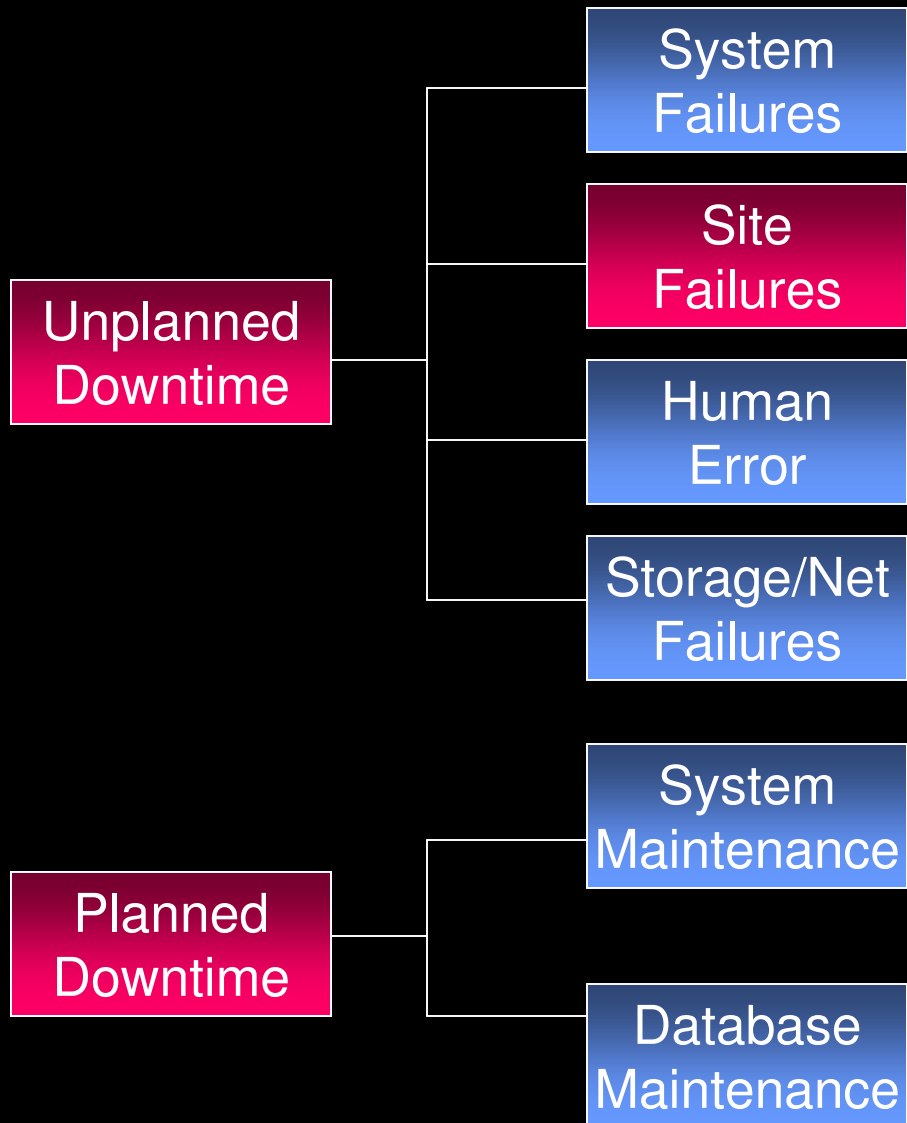 System
Failures
Site
Failures
Unplanned
Downtime
Human
Error
Storage/Net
Failures
System
Maintenance
Planned
Downtime
Database
Maintenance